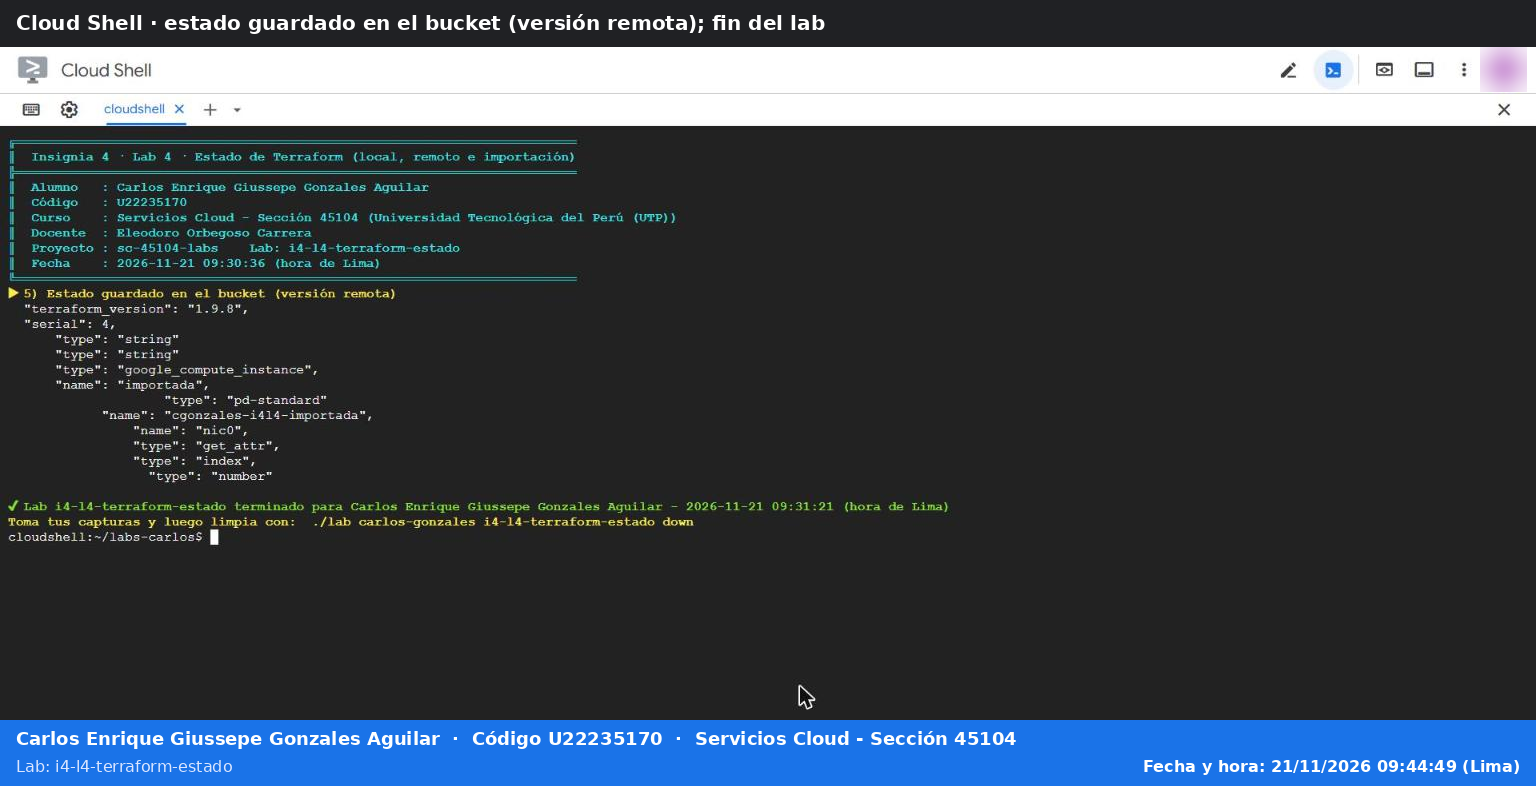 Cloud Shell · estado guardado en el bucket (versión remota); fin del lab
Cloud Shell
cloudshell
Insignia 4 · Lab 4 · Estado de Terraform (local, remoto e importación)
Alumno : Carlos Enrique Giussepe Gonzales Aguilar
Código : U22235170
Curso : Servicios Cloud - Sección 45104 (Universidad Tecnológica del Perú (UTP))
Docente : Eleodoro Orbegoso Carrera
Proyecto : sc-45104-labs Lab: i4-l4-terraform-estado
Fecha : 2026-11-21 09:30:36 (hora de Lima)
5) Estado guardado en el bucket (versión remota)
"terraform_version": "1.9.8",
"serial": 4,
"type": "string"
"type": "string"
"type": "google_compute_instance",
"name": "importada",
"type": "pd-standard"
"name": "cgonzales-i4l4-importada",
"name": "nic0",
"type": "get_attr",
"type": "index",
"type": "number"
✓ Lab i4-l4-terraform-estado terminado para Carlos Enrique Giussepe Gonzales Aguilar - 2026-11-21 09:31:21 (hora de Lima)
Toma tus capturas y luego limpia con: ./lab carlos-gonzales i4-l4-terraform-estado down
cloudshell:~/labs-carlos$
Carlos Enrique Giussepe Gonzales Aguilar · Código U22235170 · Servicios Cloud - Sección 45104
Lab: i4-l4-terraform-estado
Fecha y hora: 21/11/2026 09:44:49 (Lima)